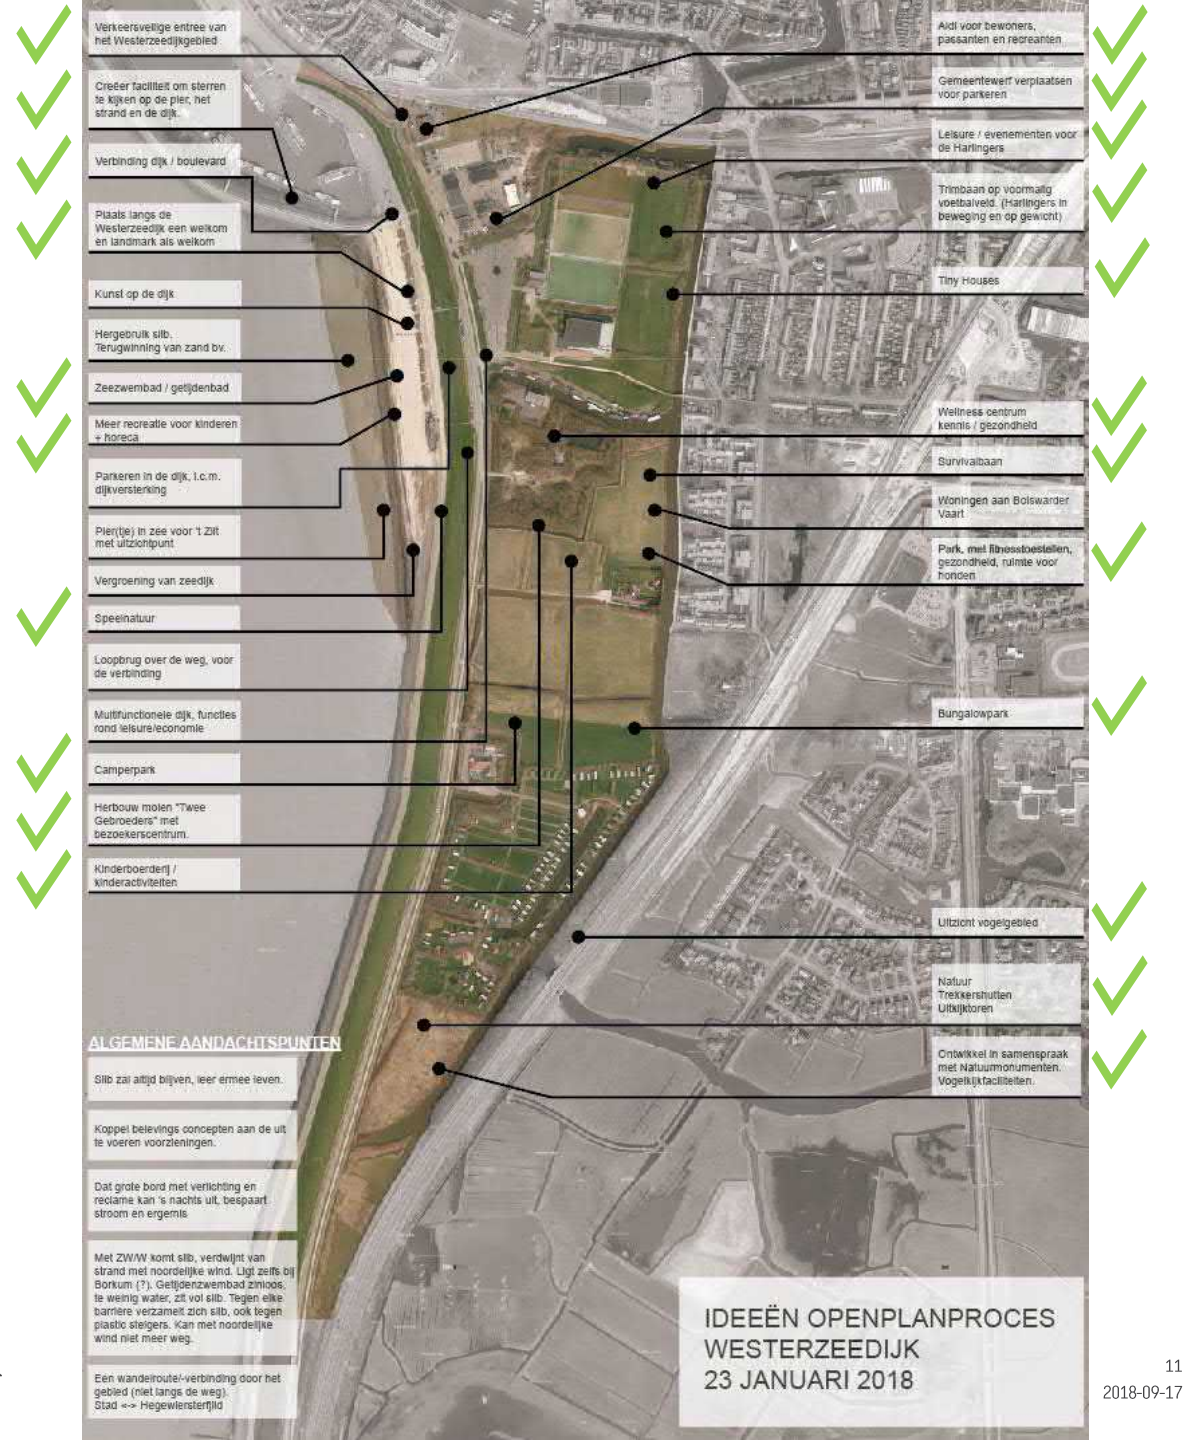 Verkeersveilige entree van
het Westerzeedijkgebied
Creëer faciliteit om sterren
te kijken op de pier, het
strand en de dijk.
Verbinding dijk / boulevard
Plaats langs de
Westerzeedijk een welkom
en landmark als welkom
Kunst op de dijk
Hergebruik slib.
Terugwinning van zand bv.
Zeezwembad / getijdenbad
Meer recreatie voor kinderen
+ horeca
Parkeren in de dijk, i.c.m.
dijkversterking
Pier(tje) in zee voor 't Zilt
met uitzichtpunt
Vergroening van zeedijk
Speelnatuur
Loopbrug over de weg, voor
de verbinding
Multifunctionele dijk, functies
rond leisure/economie
Camperpark
Herbouw molen "Twee
Gebroeders" met
bezoekerscentrum.
Kinderboerderij /
kinderactiviteiten
Aldi voor bewoners,
passanten en recreanten
Gemeentewerf verplaatsen
voor parkeren
Leisure / evenementen voor
de Harlingers
Trimbaan op voormalig
voetbalveld. (Harlingers in
beweging en op gewicht)
Tiny Houses
Wellness centrum
kennis / gezondheid
Survivalbaan
Woningen aan Bolswarder
Vaart
Park, met fitnesstoestellen,
gezondheid, ruimte voor
honden
Bungalowpark
Uitzicht vogelgebied
Natuur
Trekkershutten
Uitkijktoren
Ontwikkel in samenspraak
met Natuurmonumenten.
Vogelkijkfaciliteiten.
ALGEMENE AANDACHTSPUNTEN
Slib zal altijd blijven, leer ermee leven.
Koppel belevings concepten aan de uit
te voeren voorzieningen.
Dat grote bord met verlichting en
reclame kan 's nachts uit, bespaart
stroom en ergernis
Met ZW/W komt slib, verdwijnt van
strand met noordelijke wind. Ligt zelfs bij
Borkum (?). Getijdenzwembad zinloos,
te weinig water, zit vol slib. Tegen elke
barrière verzamelt zich slib, ook tegen
plastic steigers. Kan met noordelijke
wind niet meer weg.
Een wandelroute/-verbinding door het
gebied (niet langs de weg).
Stad <-> Hegewiersterfjild
IDEEËN OPENPLANPROCES
WESTERZEEDIJK
23 JANUARI 2018
11
2018-09-17